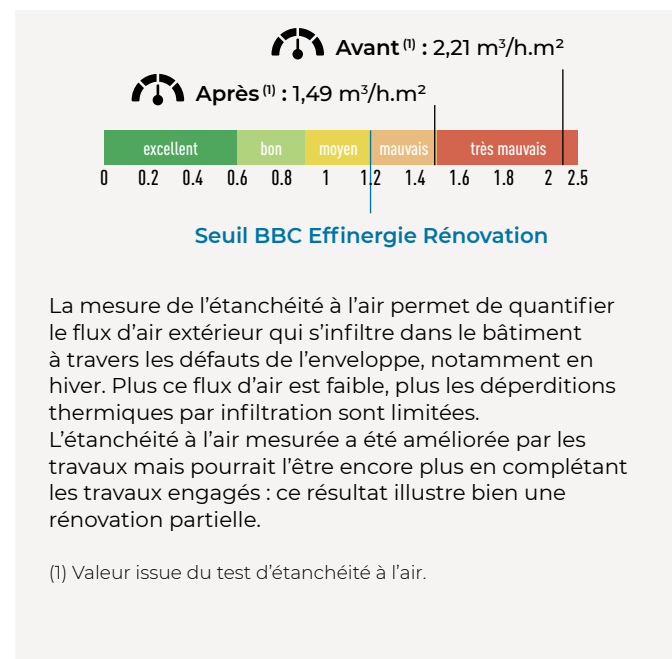 Avant (1) : 2,21 m³/h.m²
Après (1) : 1,49 m³/h.m²
excellent bon moyen mauvais très mauvais
0 0.2 0.4 0.6 0.8 1 1.2 1.4 1.6 1.8 2 2.5
Seuil BBC Effinergie Rénovation
La mesure de l’étanchéité à l’air permet de quantifier
le flux d’air extérieur qui s’infiltre dans le bâtiment
à travers les défauts de l’enveloppe, notamment en
hiver. Plus ce flux d’air est faible, plus les déperditions
thermiques par infiltration sont limitées.
L’étanchéité à l’air mesurée a été améliorée par les
travaux mais pourrait l’être encore plus en complétant
les travaux engagés : ce résultat illustre bien une
rénovation partielle.
(1) Valeur issue du test d’étanchéité à l’air.